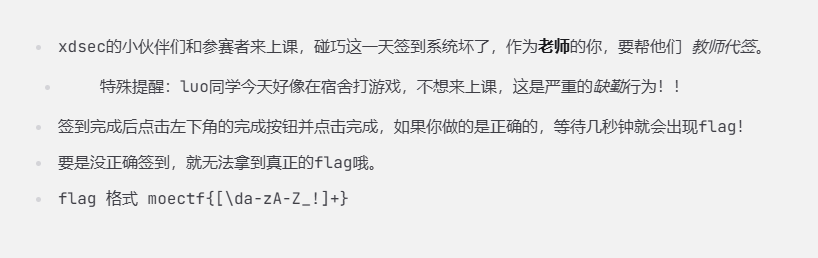 xdsec的小伙伴们和参赛者来上课，碰巧这一天签到系统坏了，作为老师的你，要帮他们 教师代签。
特殊提醒：luo同学今天好像在宿舍打游戏，不想来上课，这是严重的缺勤行为！！
签到完成后点击左下角的完成按钮并点击完成，如果你做的是正确的，等待几秒钟就会出现flag!
要是没正确签到，就无法拿到真正的flag哦。
flag 格式 moectf{[\da-zA-Z_!]+}